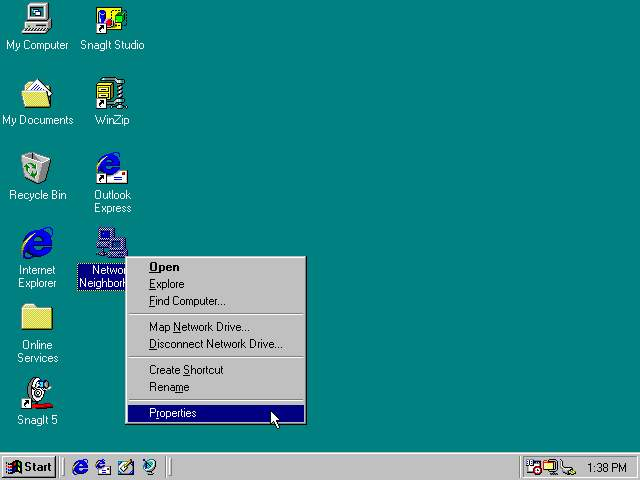 My Computer
SnagIt Studio
My Documents
WinZip
Recycle Bin
Outlook
Express
Internet
Explorer
Networ
Neighborh
Online
Services
SnagIt 5
Open
Explore
Find Computer...
Map Network Drive...
Disconnect Network Drive...
Create Shortcut
Rename
Properties
Start
1:38 PM